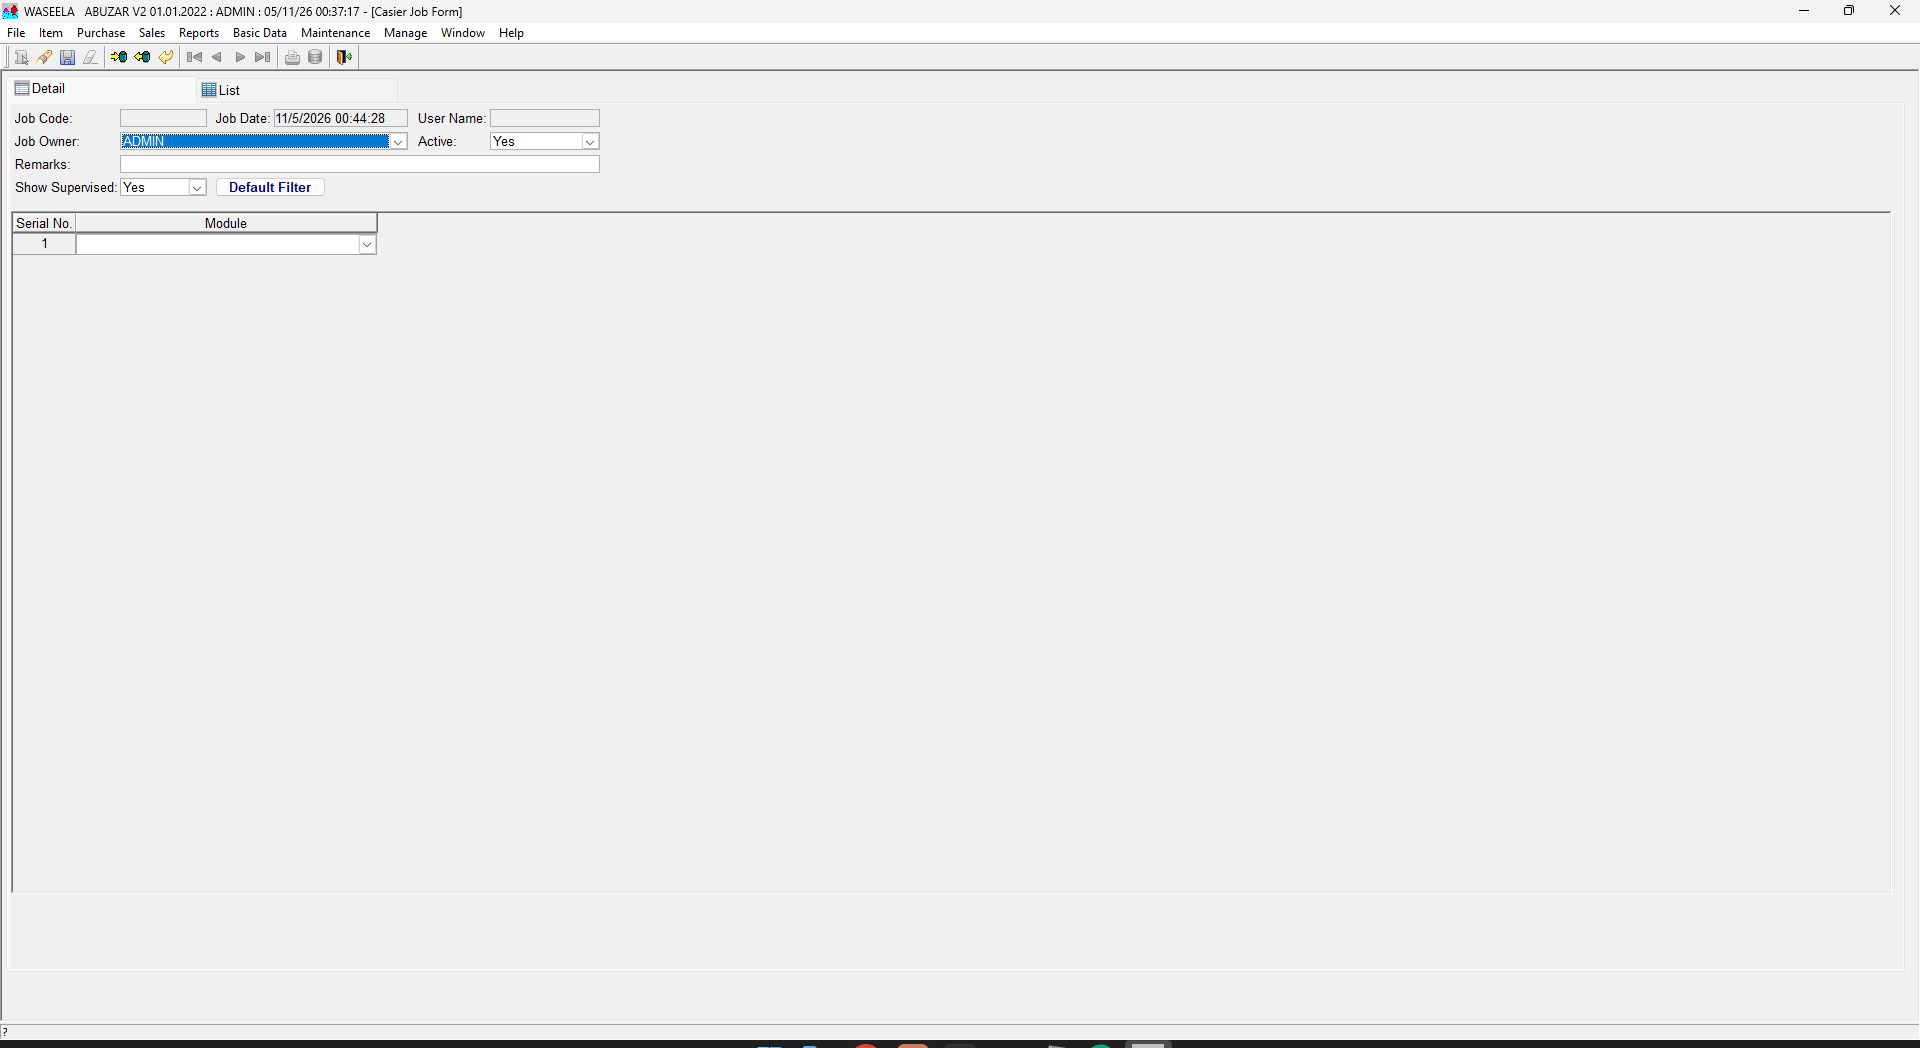 WASEELA   ABUZAR V2 01.01.2022 : ADMIN : 05/11/26 00:37:17 - [Casier Job Form]
File Item Purchase Sales Reports Basic Data Maintenance Manage Window Help
Detail List
Job Code: Job Date: 11/5/2026 00:44:28 User Name:
Job Owner: ADMIN Active: Yes
Remarks:
Show Supervised: Yes Default Filter
Serial No. Module
1
?